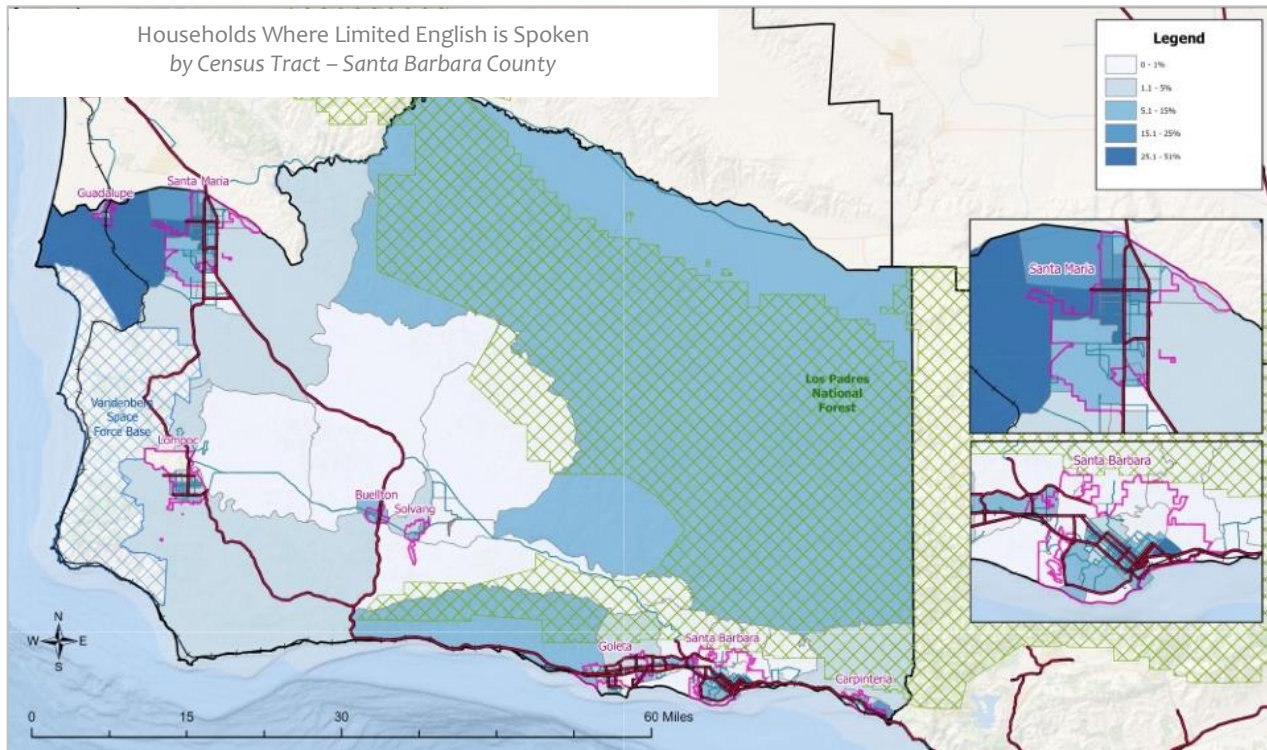 Households Where Limited English is Spoken
by Census Tract – Santa Barbara County
Legend
0 - 1%
1.1 - 5%
5.1 - 15%
15.1 - 25%
25.1 - 51%
Guadalupe
Santa Maria
Santa Maria
Los Padres
National
Forest
Vandenberg
Space
Force Base
Lompoc
Buellton
Solvang
Santa Barbara
N
W
E
S
Goleta
Santa Barbara
Carpinteria
0
15
30
60 Miles